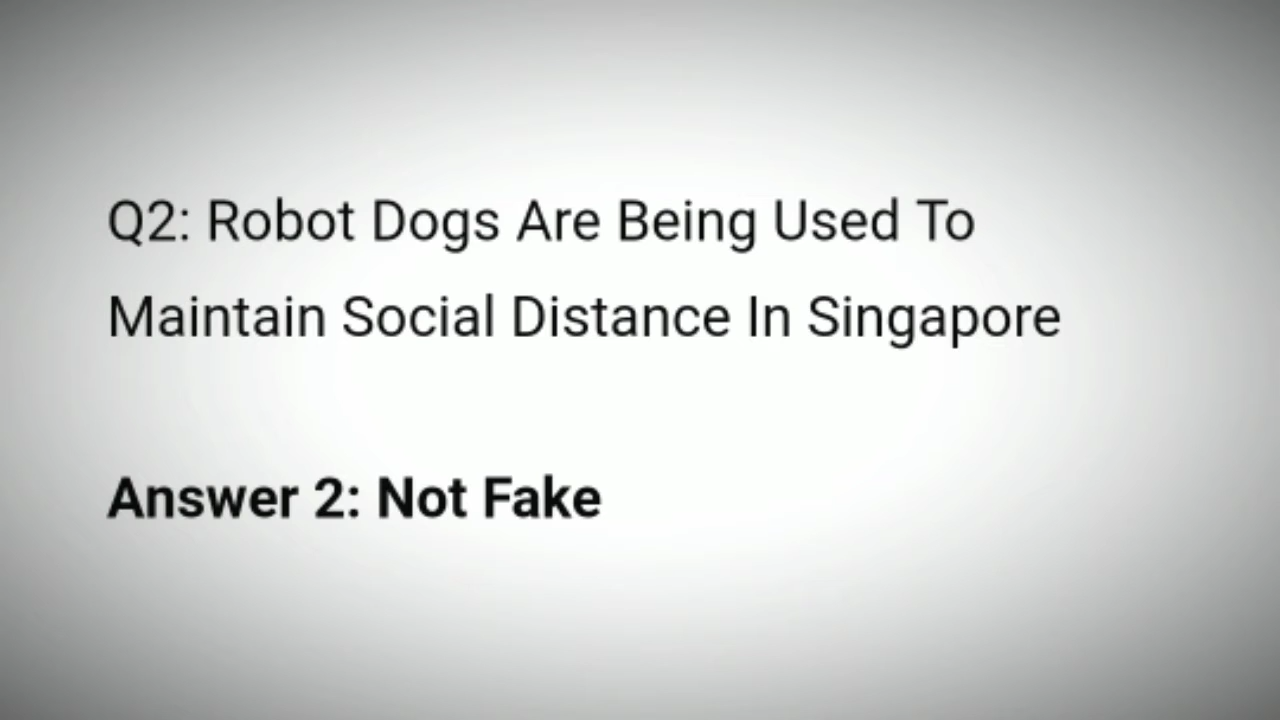 Q2: Robot Dogs Are Being Used To
Maintain Social Distance In Singapore
Answer 2: Not Fake